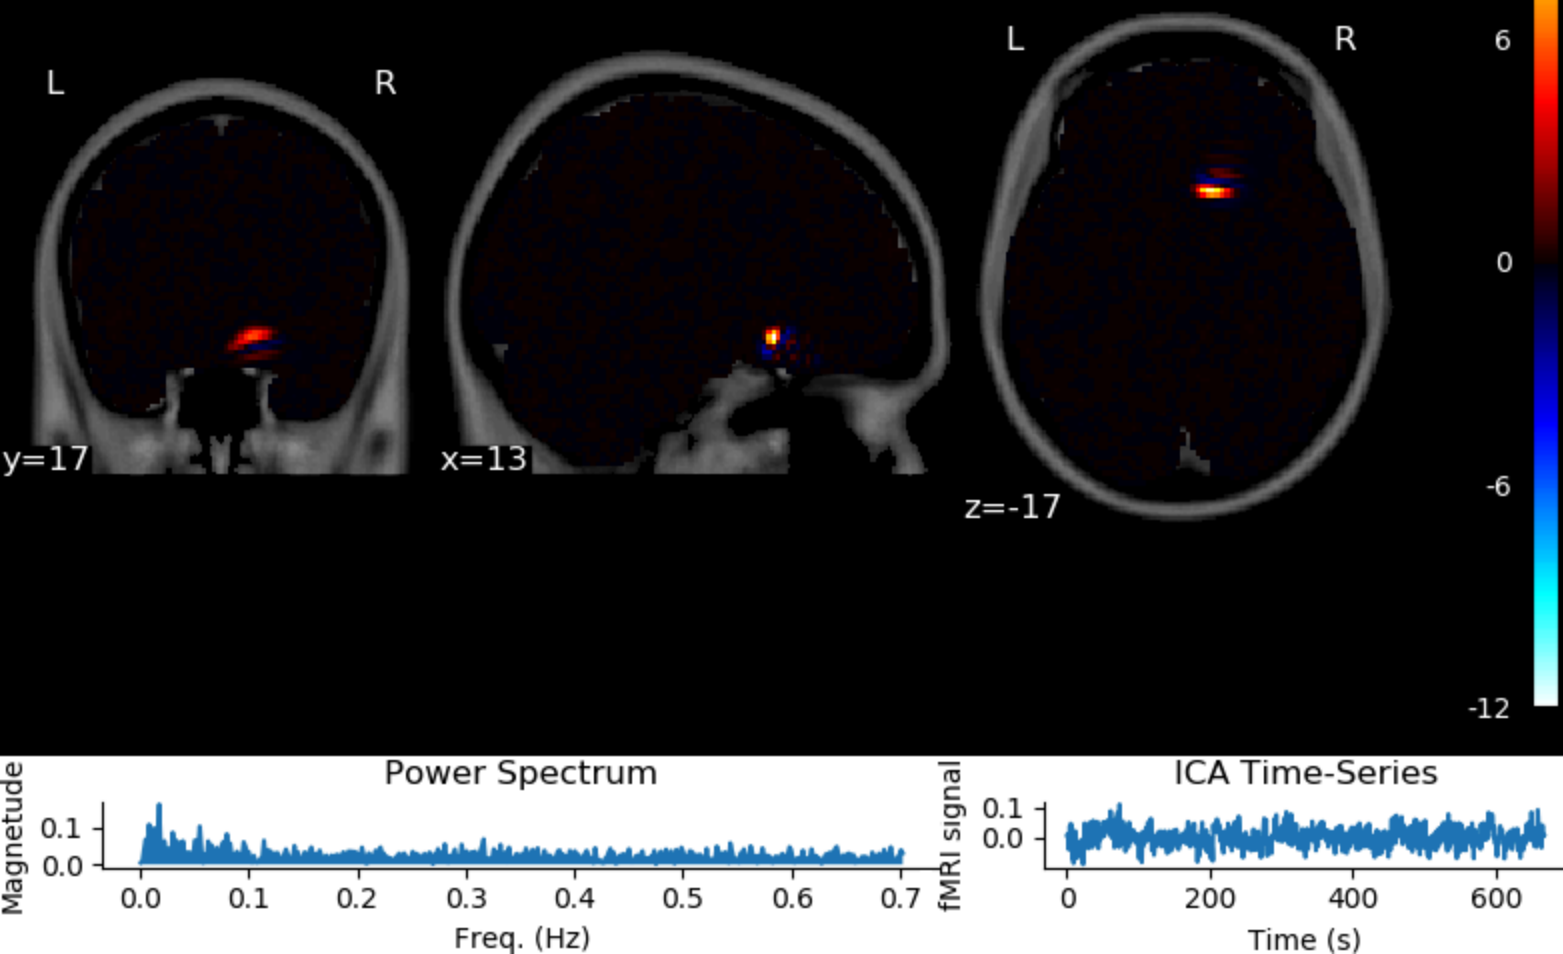 L R
y=17
x=13
L R
z=-17
6
0
-6
-12
Power Spectrum
Magnetude
0.1
0.0
0.0 0.1 0.2 0.3 0.4 0.5 0.6 0.7
Freq. (Hz)
ICA Time-Series
fMRI signal
0.1
0.0
0 200 400 600
Time (s)